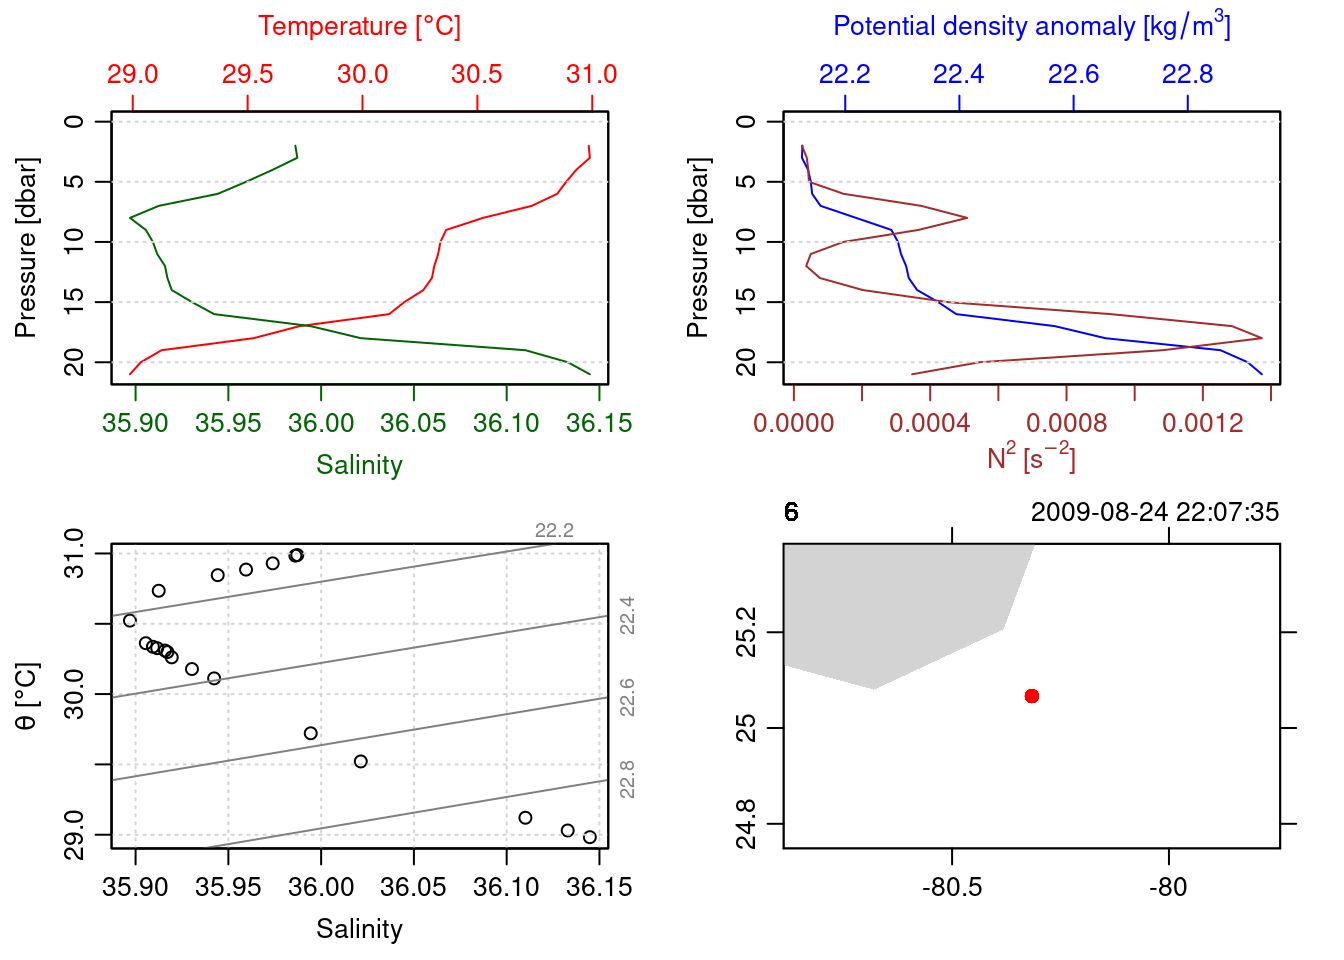 Temperature [°C]
29.0 29.5 30.0 30.5 31.0
0
5
10
15
20
Pressure [dbar]
35.90 35.95 36.00 36.05 36.10 36.15
Salinity
Potential density anomaly [kg/m³]
22.2 22.4 22.6 22.8
0
5
10
15
20
Pressure [dbar]
0.0000 0.0004 0.0008 0.0012
N² [s⁻²]
22.2
22.4
22.6
22.8
31.0
30.0
29.0
θ [°C]
35.90 35.95 36.00 36.05 36.10 36.15
Salinity
6 2009-08-24 22:07:35
25.2
25
24.8
-80.5 -80